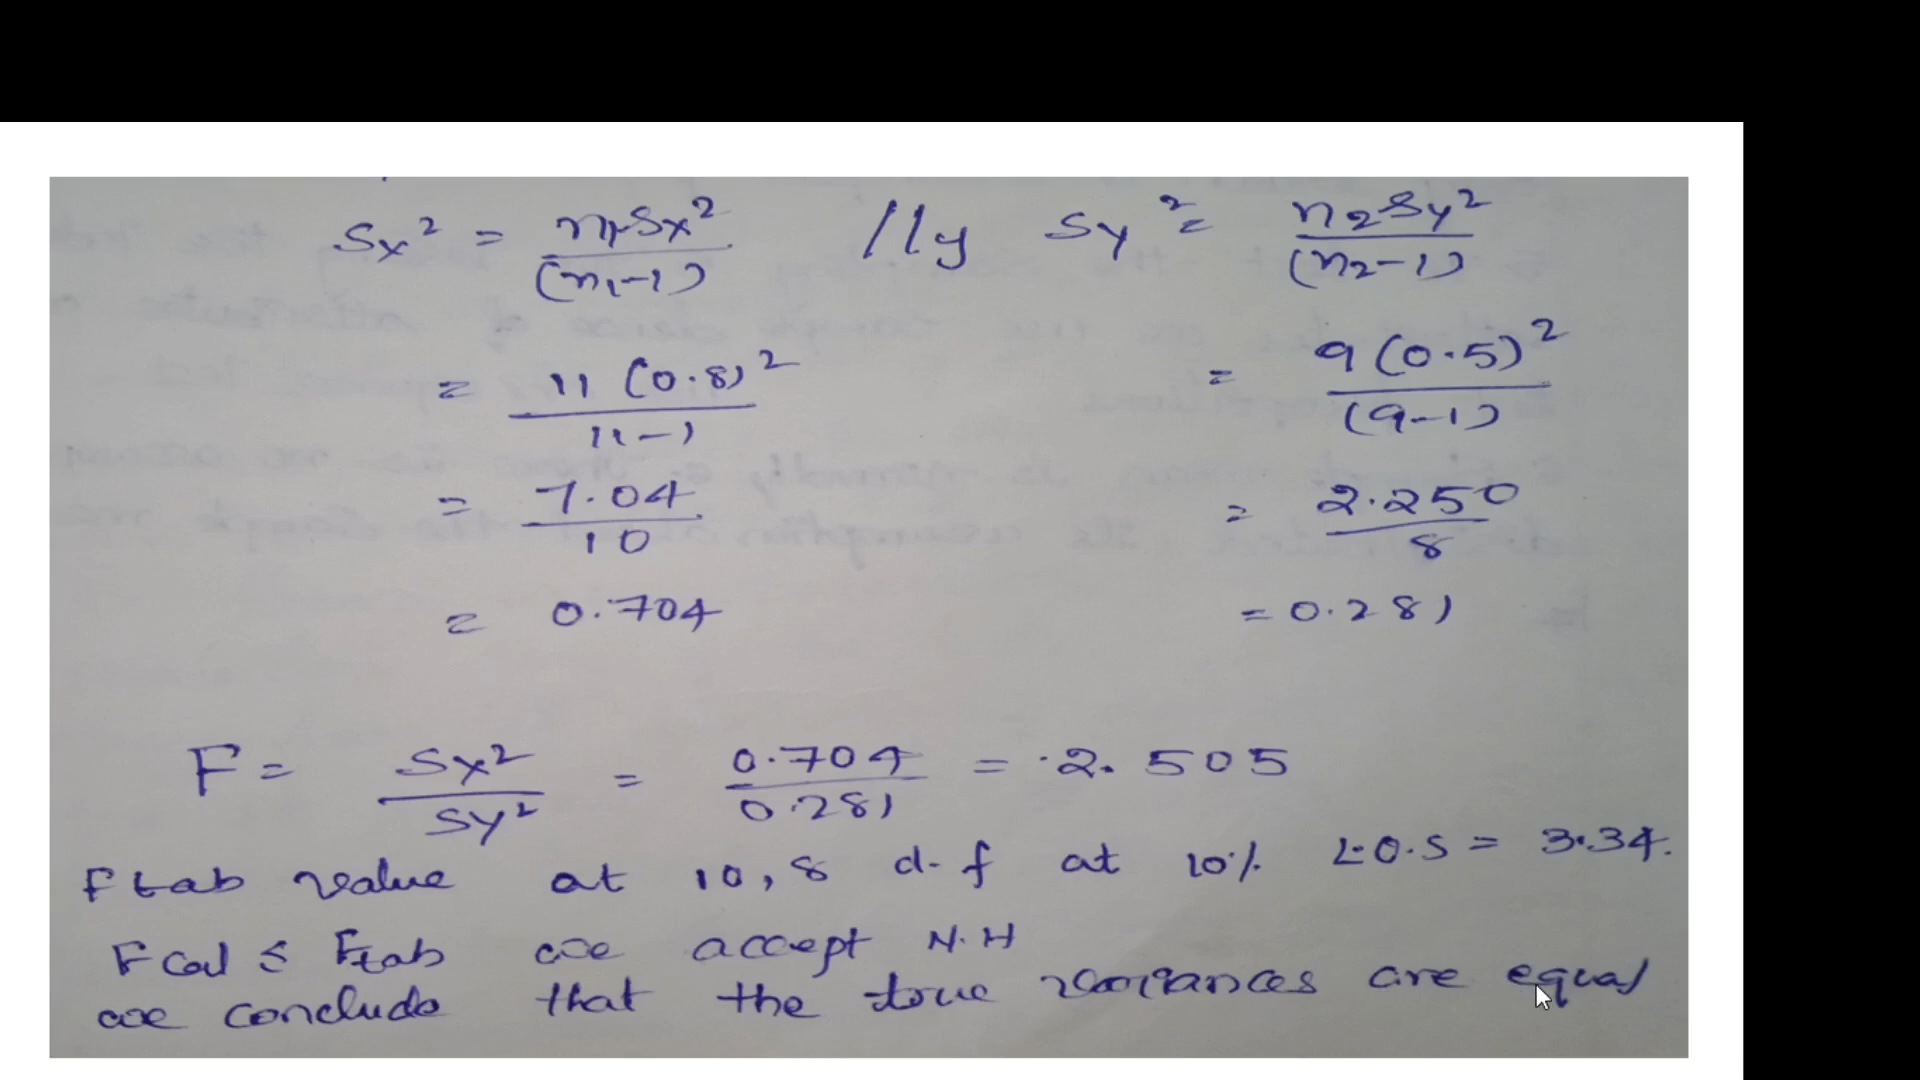 Sx² = n₁Sx² / (n₁-1) //ly Sy² = n₂Sy² / (n₂-1)
= 11 (0.8)² / 11-1 = 9(0.5)² / (9-1)
= 7.04 / 10 = 2.250 / 8
= 0.704 = 0.281
F = Sx² / Sy² = 0.704 / 0.281 = 2.505
Ftab value at 10, 8 d.f at 10% L.O.S = 3.34.
Fcal ≤ Ftab we accept N.H
we conclude that the true variances are equal